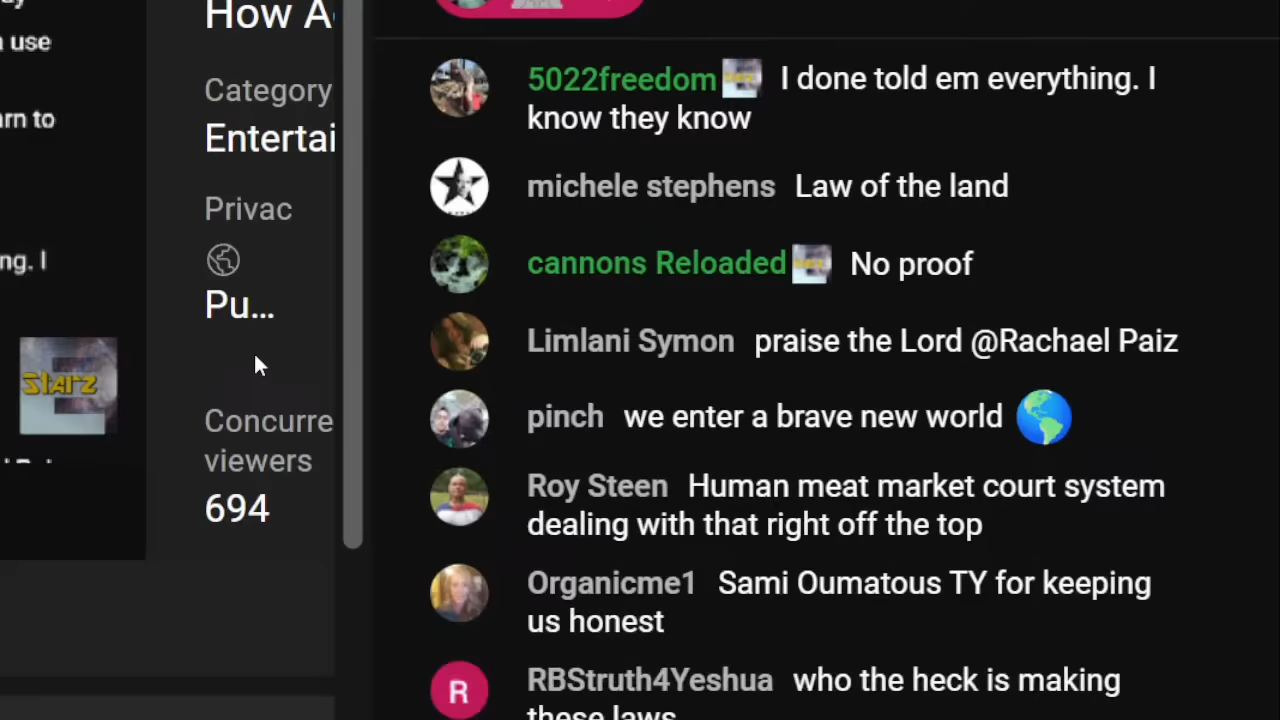 n use
arn to
ng. I
Starz
How A
Category
Entertai
Privac
Pu...
Concurre
viewers
694
5022freedom I done told em everything. I
know they know
michele stephens Law of the land
cannons Reloaded No proof
Limlani Symon praise the Lord @Rachael Paiz
pinch we enter a brave new world
Roy Steen Human meat market court system
dealing with that right off the top
Organicme1 Sami Oumatous TY for keeping
us honest
R
RBStruth4Yeshua who the heck is making
these laws